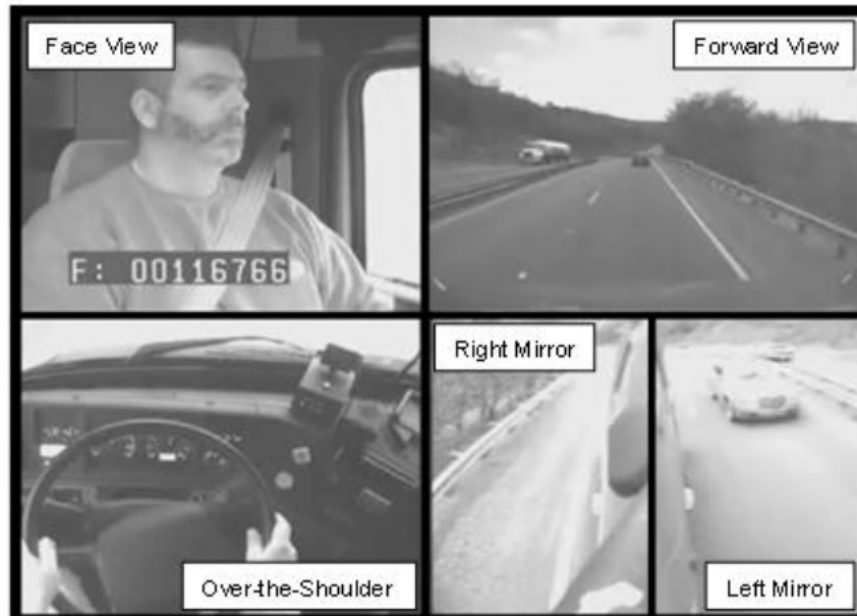 Face View
Forward View
F: 00116766
Right Mirror
Over-the-Shoulder
Left Mirror